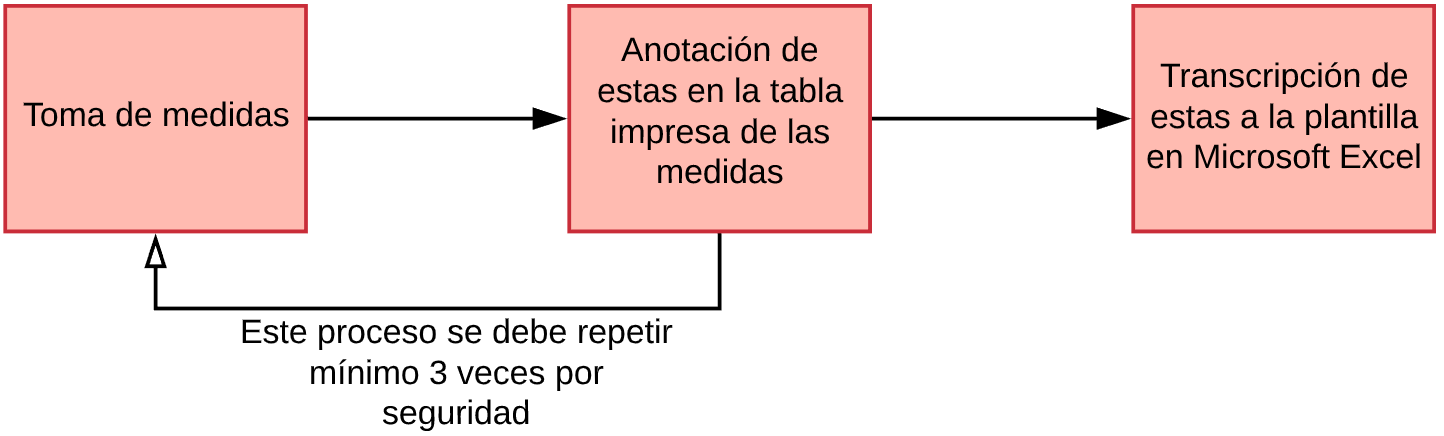 Toma de medidas
Anotación de
estas en la tabla
impresa de las
medidas
Transcripción de
estas a la plantilla
en Microsoft Excel
Este proceso se debe repetir
mínimo 3 veces por
seguridad